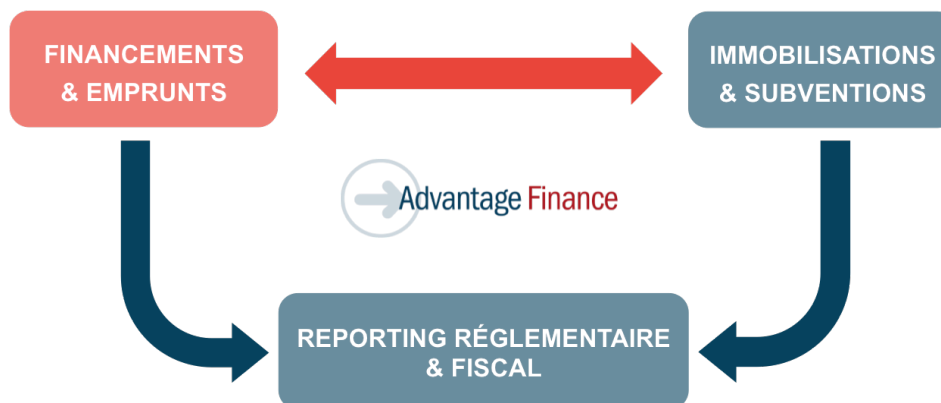 FINANCEMENTS
& EMPRUNTS
IMMOBILISATIONS
& SUBVENTIONS
Advantage Finance
REPORTING RÉGLEMENTAIRE
& FISCAL